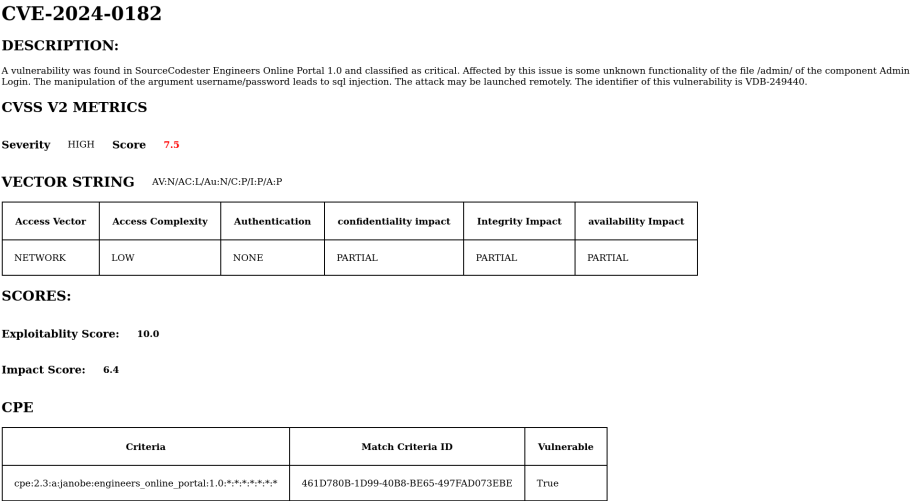 CVE-2024-0182
DESCRIPTION:
A vulnerability was found in SourceCodester Engineers Online Portal 1.0 and classified as critical. Affected by this issue is some unknown functionality of the file /admin/ of the component Admin
Login. The manipulation of the argument username/password leads to sql injection. The attack may be launched remotely. The identifier of this vulnerability is VDB-249440.
CVSS V2 METRICS
Severity HIGH Score 7.5
VECTOR STRING AV:N/AC:L/Au:N/C:P/I:P/A:P
Access Vector Access Complexity Authentication confidentiality impact Integrity Impact availability Impact
NETWORK LOW NONE PARTIAL PARTIAL PARTIAL
SCORES:
Exploitablity Score: 10.0
Impact Score: 6.4
CPE
Criteria Match Criteria ID Vulnerable
cpe:2.3:a:janobe:engineers_online_portal:1.0:*:*:*:*:*:*:* 461D780B-1D99-40B8-BE65-497FAD073EBE True